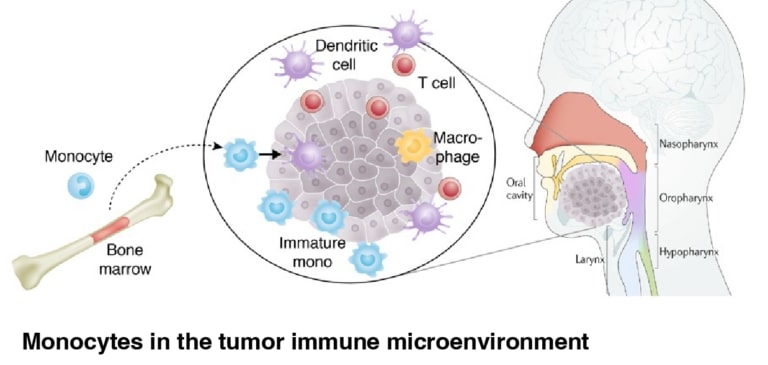 Dendritic
cell
T cell
Macro-
phage
Monocyte
Bone
marrow
Immature
mono
Oral
cavity
Nasopharynx
Oropharynx
Hypopharynx
Larynx
Monocytes in the tumor immune microenvironment